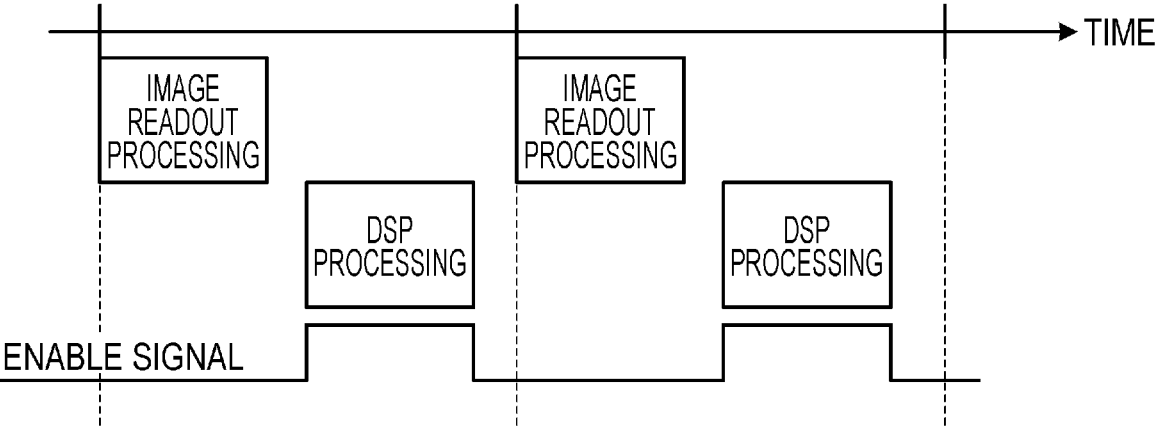 TIME
IMAGE
READOUT
PROCESSING
IMAGE
READOUT
PROCESSING
DSP
PROCESSING
DSP
PROCESSING
ENABLE SIGNAL